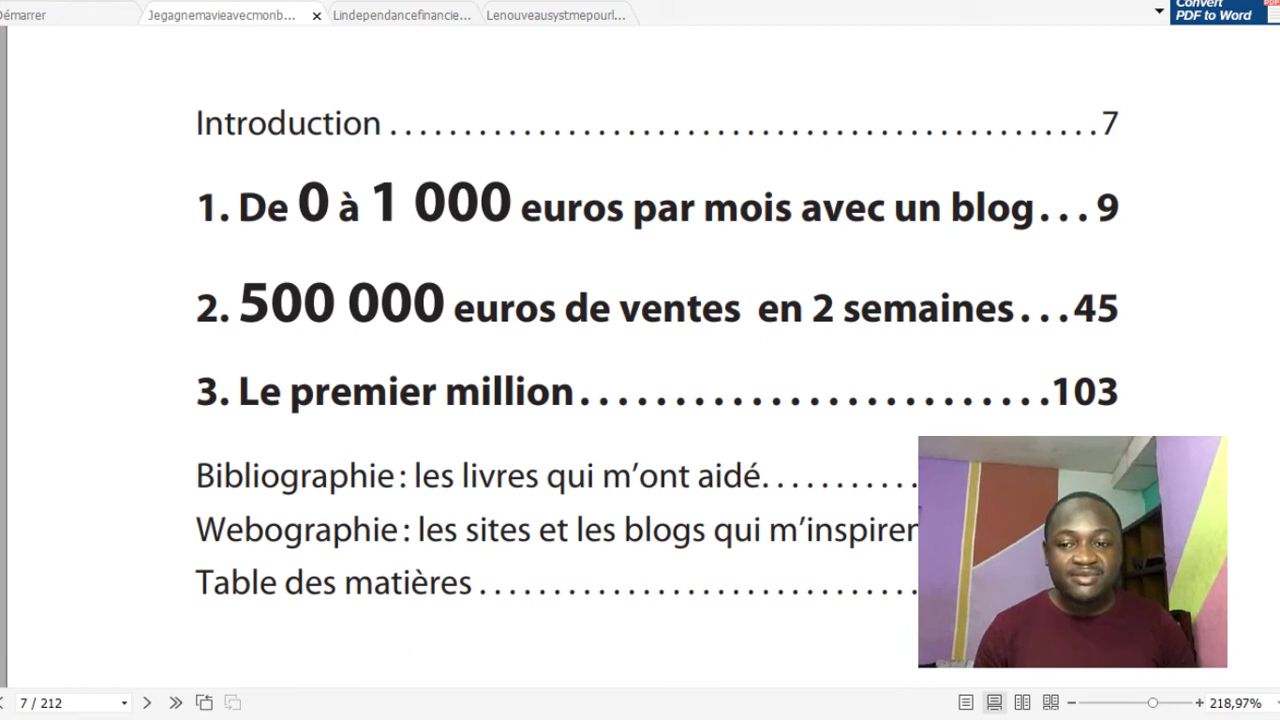 Démarrer
Jegagnemavieavecmonb...
Lindependancefinancie...
Lenouveausystmepourl...
Convert
PDF to Word
Introduction . . . . . . . . . . . . . . . . . . . . . . . . . . . . . . . . . . . . . . . . . . . . . . . . 7
1. De 0 à 1 000 euros par mois avec un blog . . . 9
2. 500 000 euros de ventes en 2 semaines . . . 45
3. Le premier million . . . . . . . . . . . . . . . . . . . . . . . . . 103
Bibliographie : les livres qui m’ont aidé. . . . . . . . . . . .
Webographie : les sites et les blogs qui m’inspiren
Table des matières . . . . . . . . . . . . . . . . . . . . . . . . . . . . . .
7 / 212
218,97%